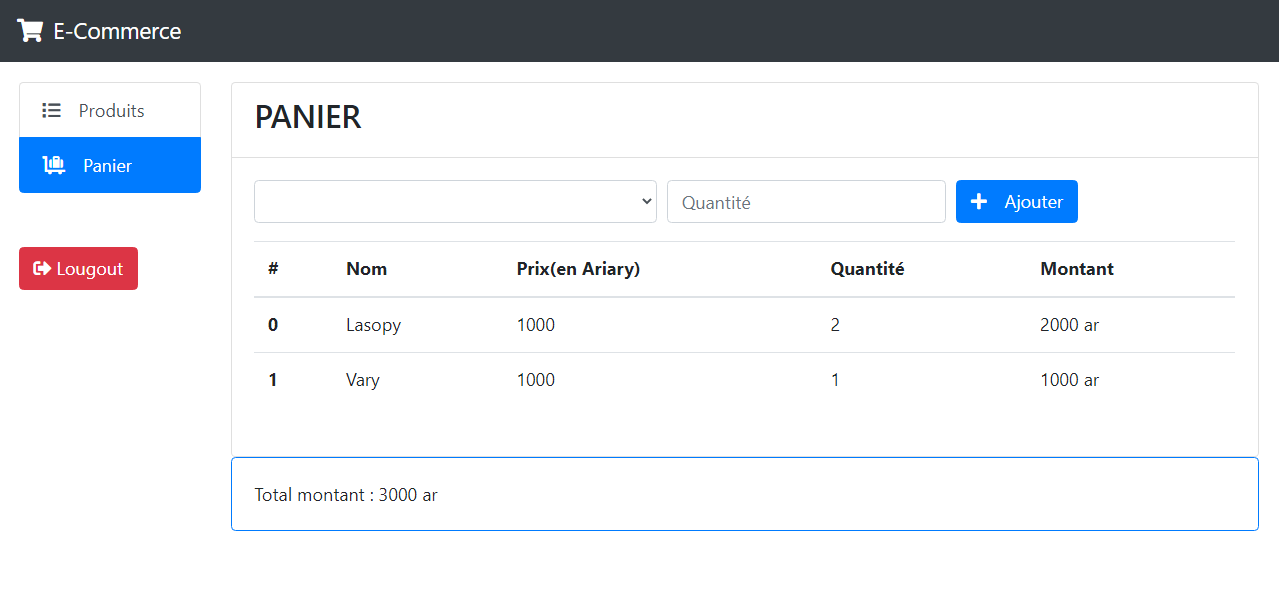 E-Commerce
Produits
Panier
Lougout
PANIER
Quantité
Ajouter
# Nom Prix(en Ariary) Quantité Montant
0 Lasopy 1000 2 2000 ar
1 Vary 1000 1 1000 ar
Total montant : 3000 ar